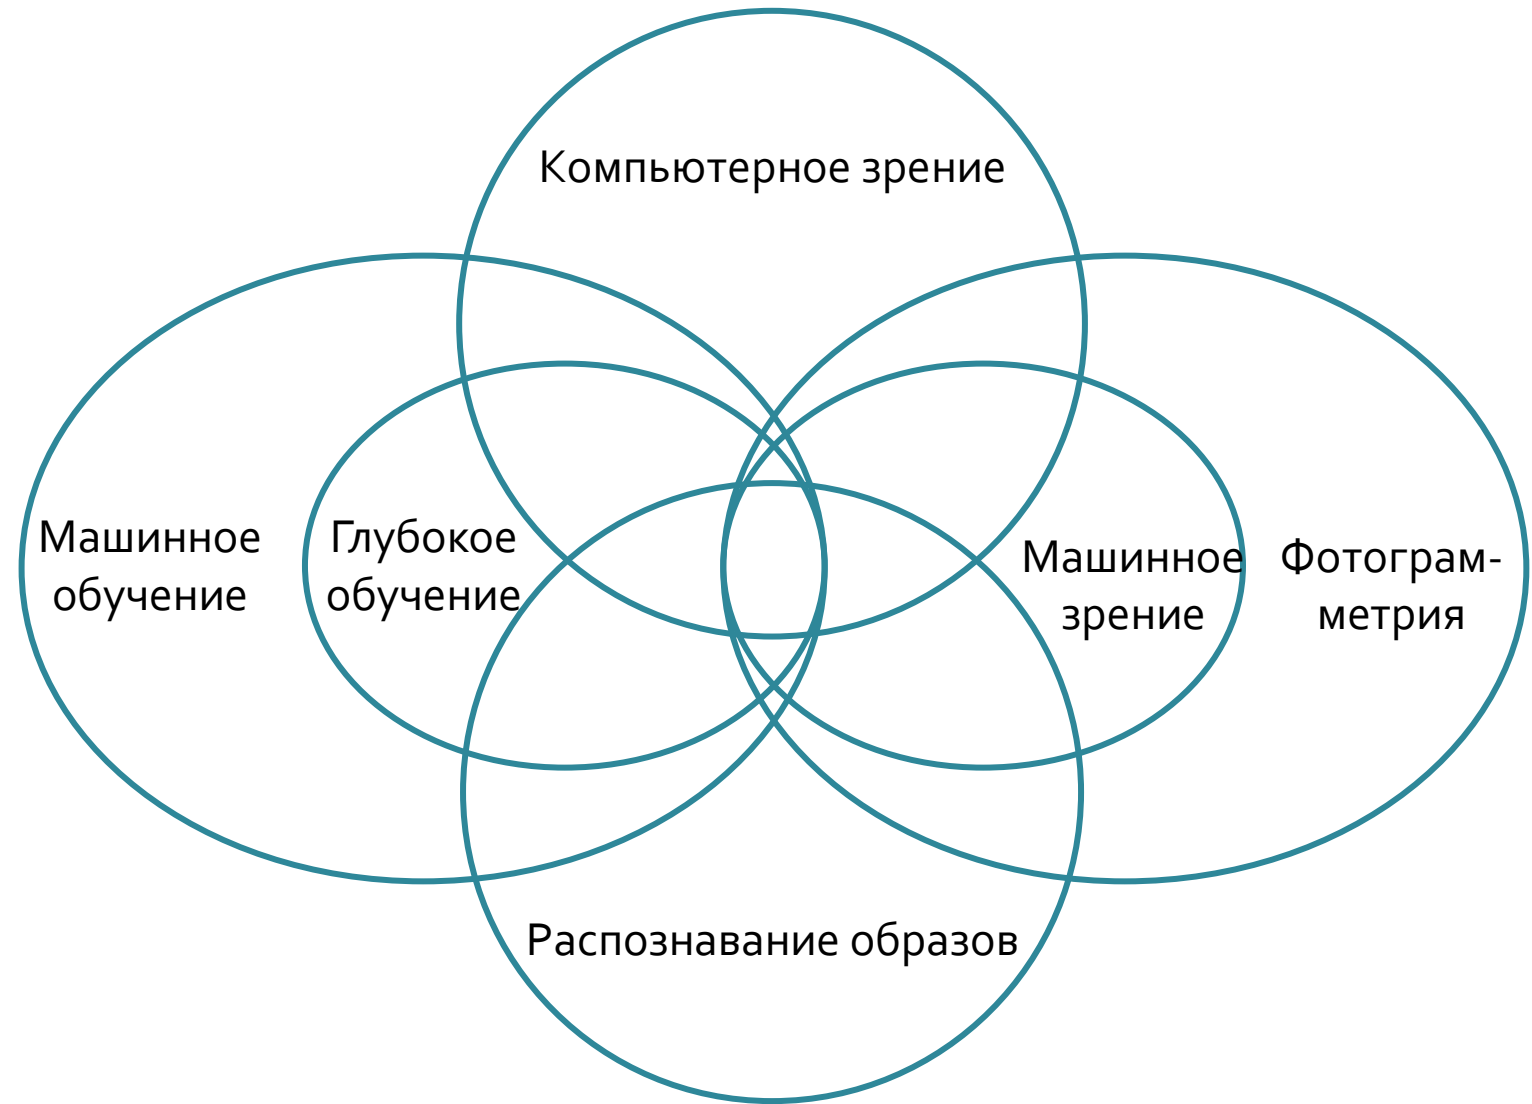 Компьютерное зрение
Машинное
обучение
Глубокое
обучение
Машинное
зрение
Фотограм-
метрия
Распознавание образов